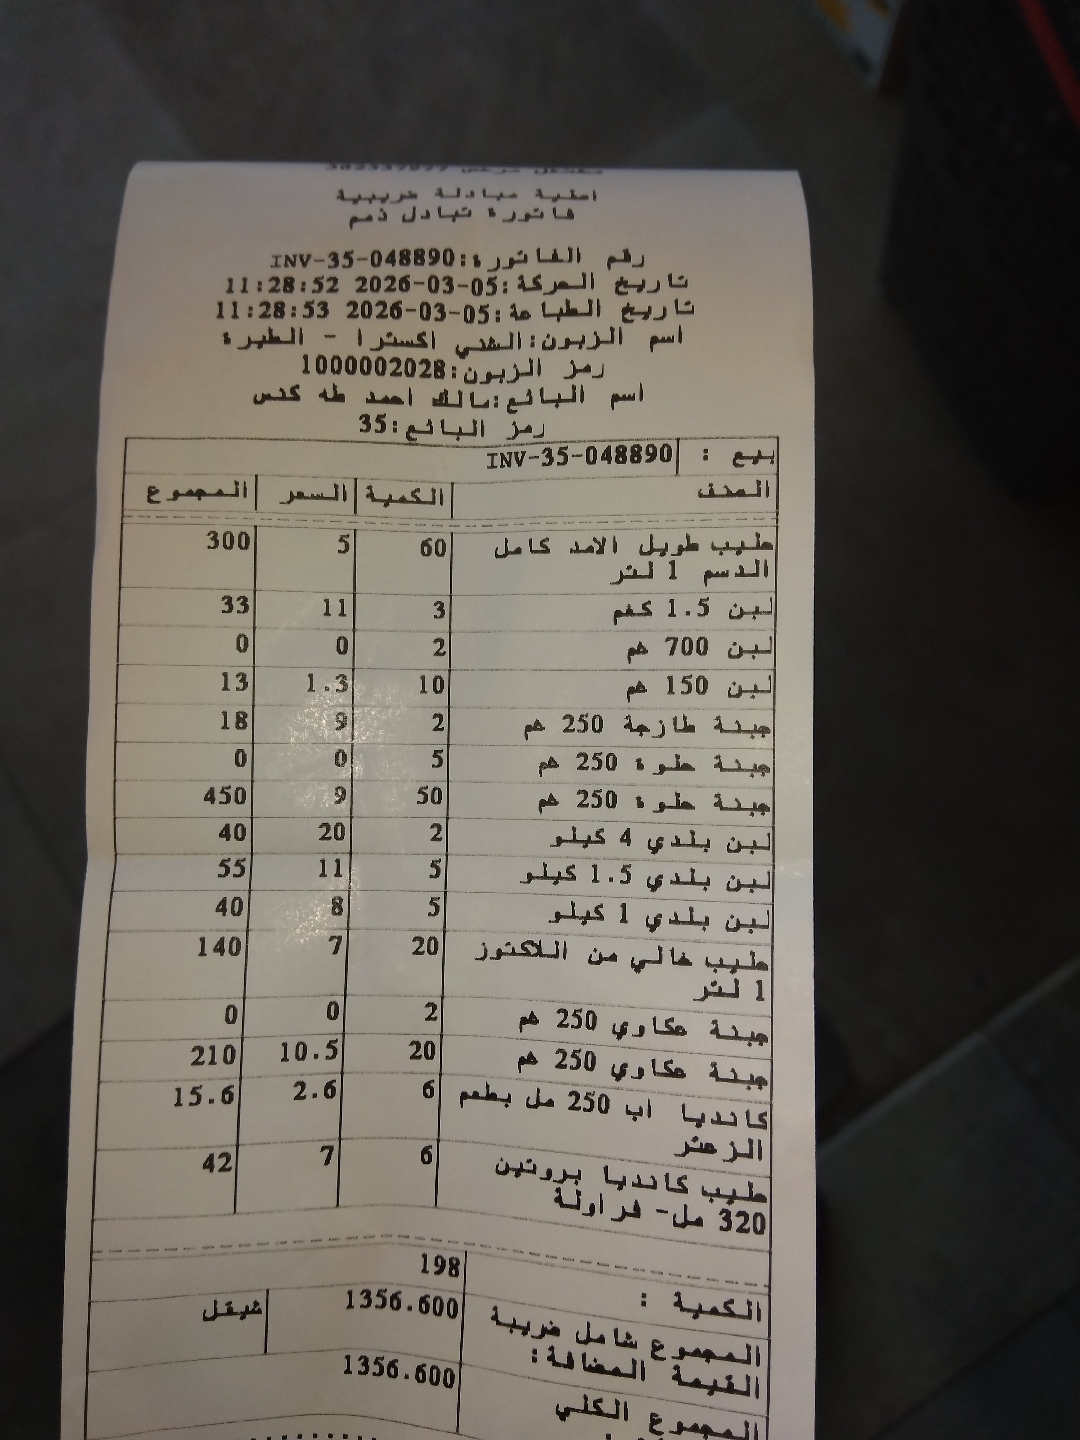 اصلية مبادلة ضريبية
فاتورة تبادل ذمم
رقم الفاتورة:INV-35-048890
تاريخ الحركة:2026-03-05 11:28:52
تاريخ الطباعة:2026-03-05 11:28:53
اسم الزبون:الشني اكسترا - الطيرة
رمز الزبون:1000002028
اسم البائع:مالك احمد طه كنس
رمز البائع:35
بيع : INV-35-048890
الصنف الكمية السعر المجموع
حليب طويل الامد كامل 60 5 300
الدسم 1 لتر
لبن 1.5 كغم 3 11 33
لبن 700 غم 2 0 0
لبن 150 غم 10 1.3 13
جبنة طازجة 250 غم 2 9 18
جبنة حلوة 250 غم 5 0 0
جبنة حلوة 250 غم 50 9 450
لبن بلدي 4 كيلو 2 20 40
لبن بلدي 1.5 كيلو 5 11 55
لبن بلدي 1 كيلو 5 8 40
حليب خالي من اللاكتوز 20 7 140
1 لتر
جبنة عكاوي 250 غم 2 0 0
جبنة عكاوي 250 غم 20 10.5 210
كانديا اب 250 مل بطعم 6 2.6 15.6
الزعتر
حليب كانديا بروتين 6 7 42
320 مل- فراولة
الكمية : 198
المجموع شامل ضريبة 1356.600 شيقل
القيمة المضافة:
المجموع الكلي 1356.600